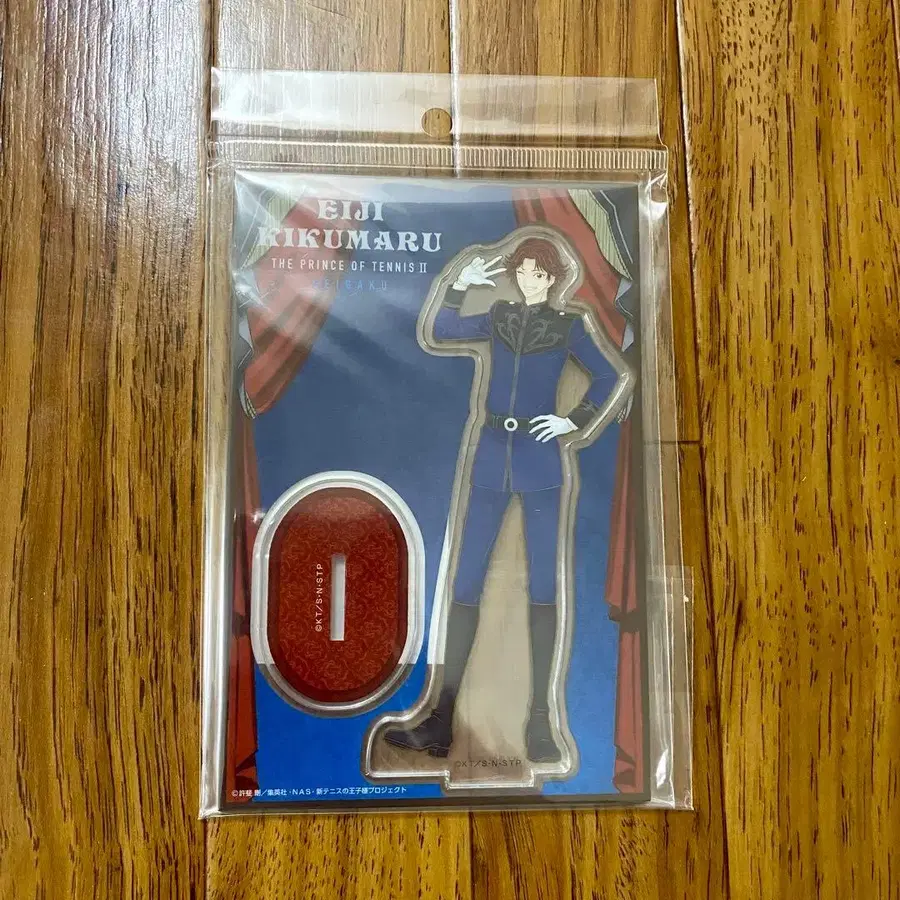 EIJI
KIKUMARU
THE PRINCE OF TENNIS II
SEIGAKU
©KT/S・N・STP
©KT/S・N・STP
©許斐 剛/集英社・NAS・新テニスの王子様プロジェクト